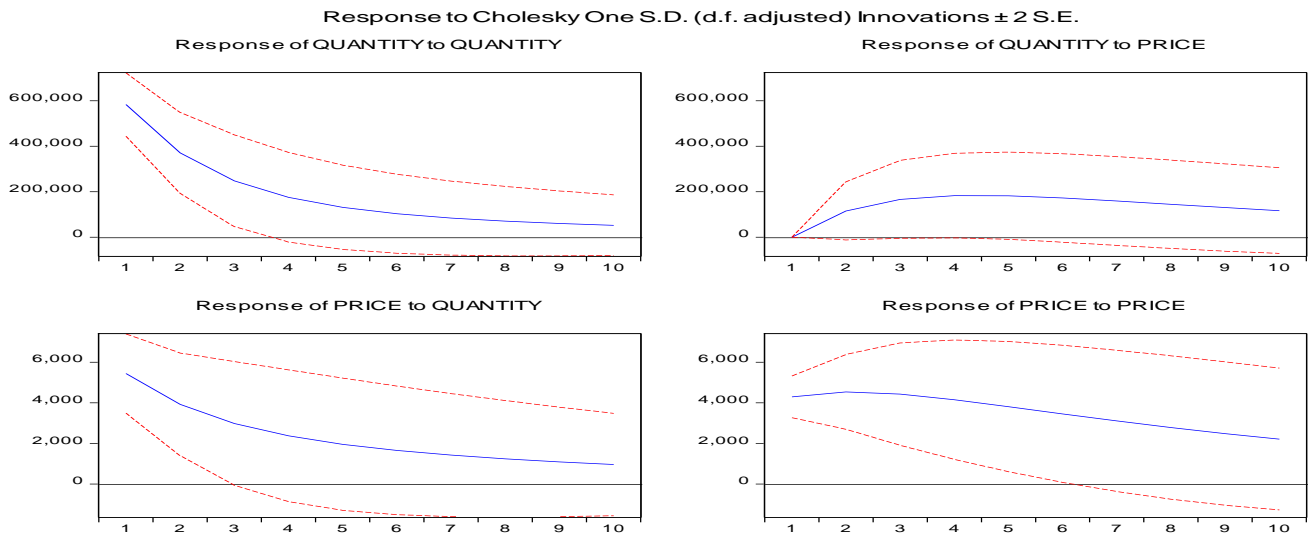 Response to Cholesky One S.D. (d.f. adjusted) Innovations ± 2 S.E.
Response of QUANTITY to QUANTITY
600,000
400,000
200,000
0
1 2 3 4 5 6 7 8 9 10
Response of QUANTITY to PRICE
600,000
400,000
200,000
0
1 2 3 4 5 6 7 8 9 10
Response of PRICE to QUANTITY
6,000
4,000
2,000
0
1 2 3 4 5 6 7 8 9 10
Response of PRICE to PRICE
6,000
4,000
2,000
0
1 2 3 4 5 6 7 8 9 10